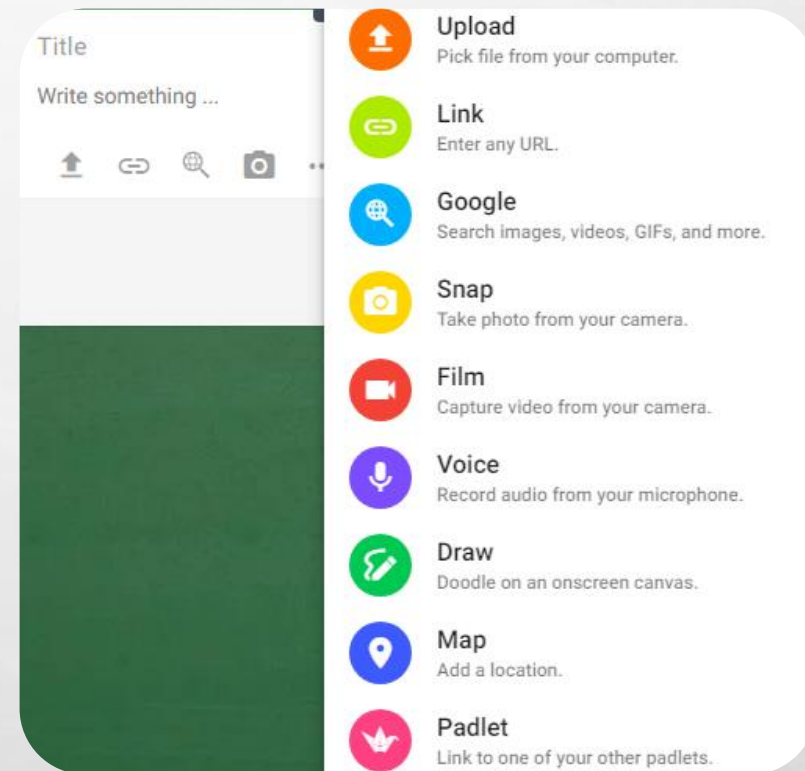 Title
Write something ...
Upload
Pick file from your computer.
Link
Enter any URL.
Google
Search images, videos, GIFs, and more.
Snap
Take photo from your camera.
Film
Capture video from your camera.
Voice
Record audio from your microphone.
Draw
Doodle on an onscreen canvas.
Map
Add a location.
Padlet
Link to one of your other padlets.